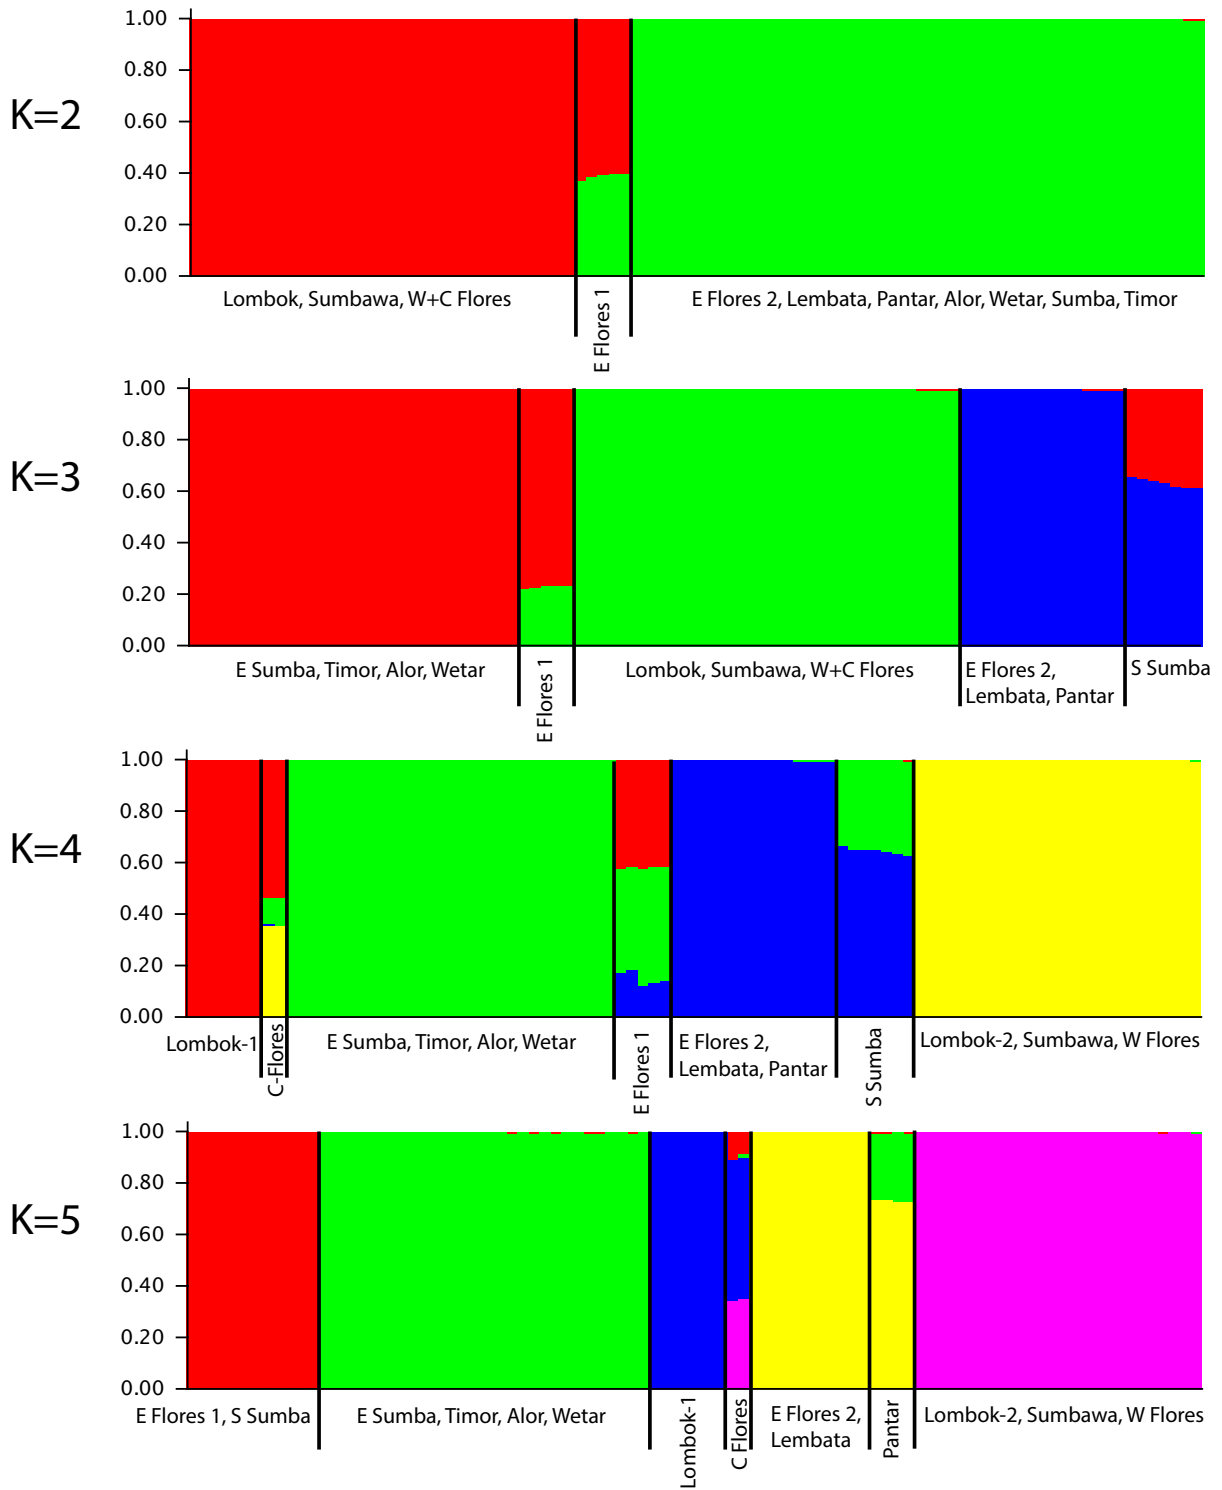 K=2
1.00
0.80
0.60
0.40
0.20
0.00
Lombok, Sumbawa, W+C Flores
E Flores 1
E Flores 2, Lembata, Pantar, Alor, Wetar, Sumba, Timor
K=3
1.00
0.80
0.60
0.40
0.20
0.00
E Sumba, Timor, Alor, Wetar
E Flores 1
Lombok, Sumbawa, W+C Flores
E Flores 2,
Lembata, Pantar
S Sumba
K=4
1.00
0.80
0.60
0.40
0.20
0.00
Lombok-1
C-Flores
E Sumba, Timor, Alor, Wetar
E Flores 1
E Flores 2,
Lembata, Pantar
S Sumba
Lombok-2, Sumbawa, W Flores
K=5
1.00
0.80
0.60
0.40
0.20
0.00
E Flores 1, S Sumba
E Sumba, Timor, Alor, Wetar
Lombok-1
C Flores
E Flores 2,
Lembata
Pantar
Lombok-2, Sumbawa, W Flores